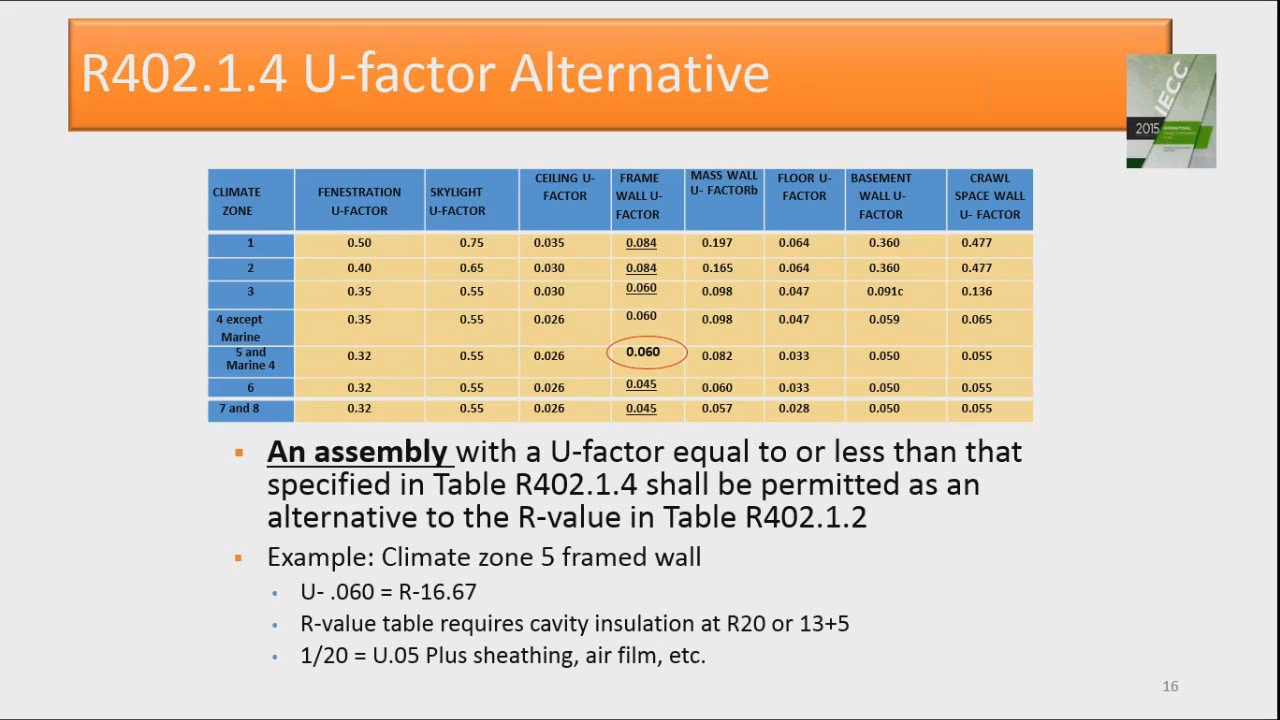 R402.1.4 U-factor Alternative
IECC
2015
CLIMATE ZONE FENESTRATION U-FACTOR SKYLIGHT U-FACTOR CEILING U- FACTOR FRAME WALL U- FACTOR MASS WALL U- FACTORb FLOOR U- FACTOR BASEMENT WALL U- FACTOR CRAWL SPACE WALL U- FACTOR
1 0.50 0.75 0.035 0.084 0.197 0.064 0.360 0.477
2 0.40 0.65 0.030 0.084 0.165 0.064 0.360 0.477
3 0.35 0.55 0.030 0.060 0.098 0.047 0.091c 0.136
4 except Marine 0.35 0.55 0.026 0.060 0.098 0.047 0.059 0.065
5 and Marine 4 0.32 0.55 0.026 0.060 0.082 0.033 0.050 0.055
6 0.32 0.55 0.026 0.045 0.060 0.033 0.050 0.055
7 and 8 0.32 0.55 0.026 0.045 0.057 0.028 0.050 0.055
An assembly with a U-factor equal to or less than that
specified in Table R402.1.4 shall be permitted as an
alternative to the R-value in Table R402.1.2
Example: Climate zone 5 framed wall
U- .060 = R-16.67
R-value table requires cavity insulation at R20 or 13+5
1/20 = U.05 Plus sheathing, air film, etc.
16